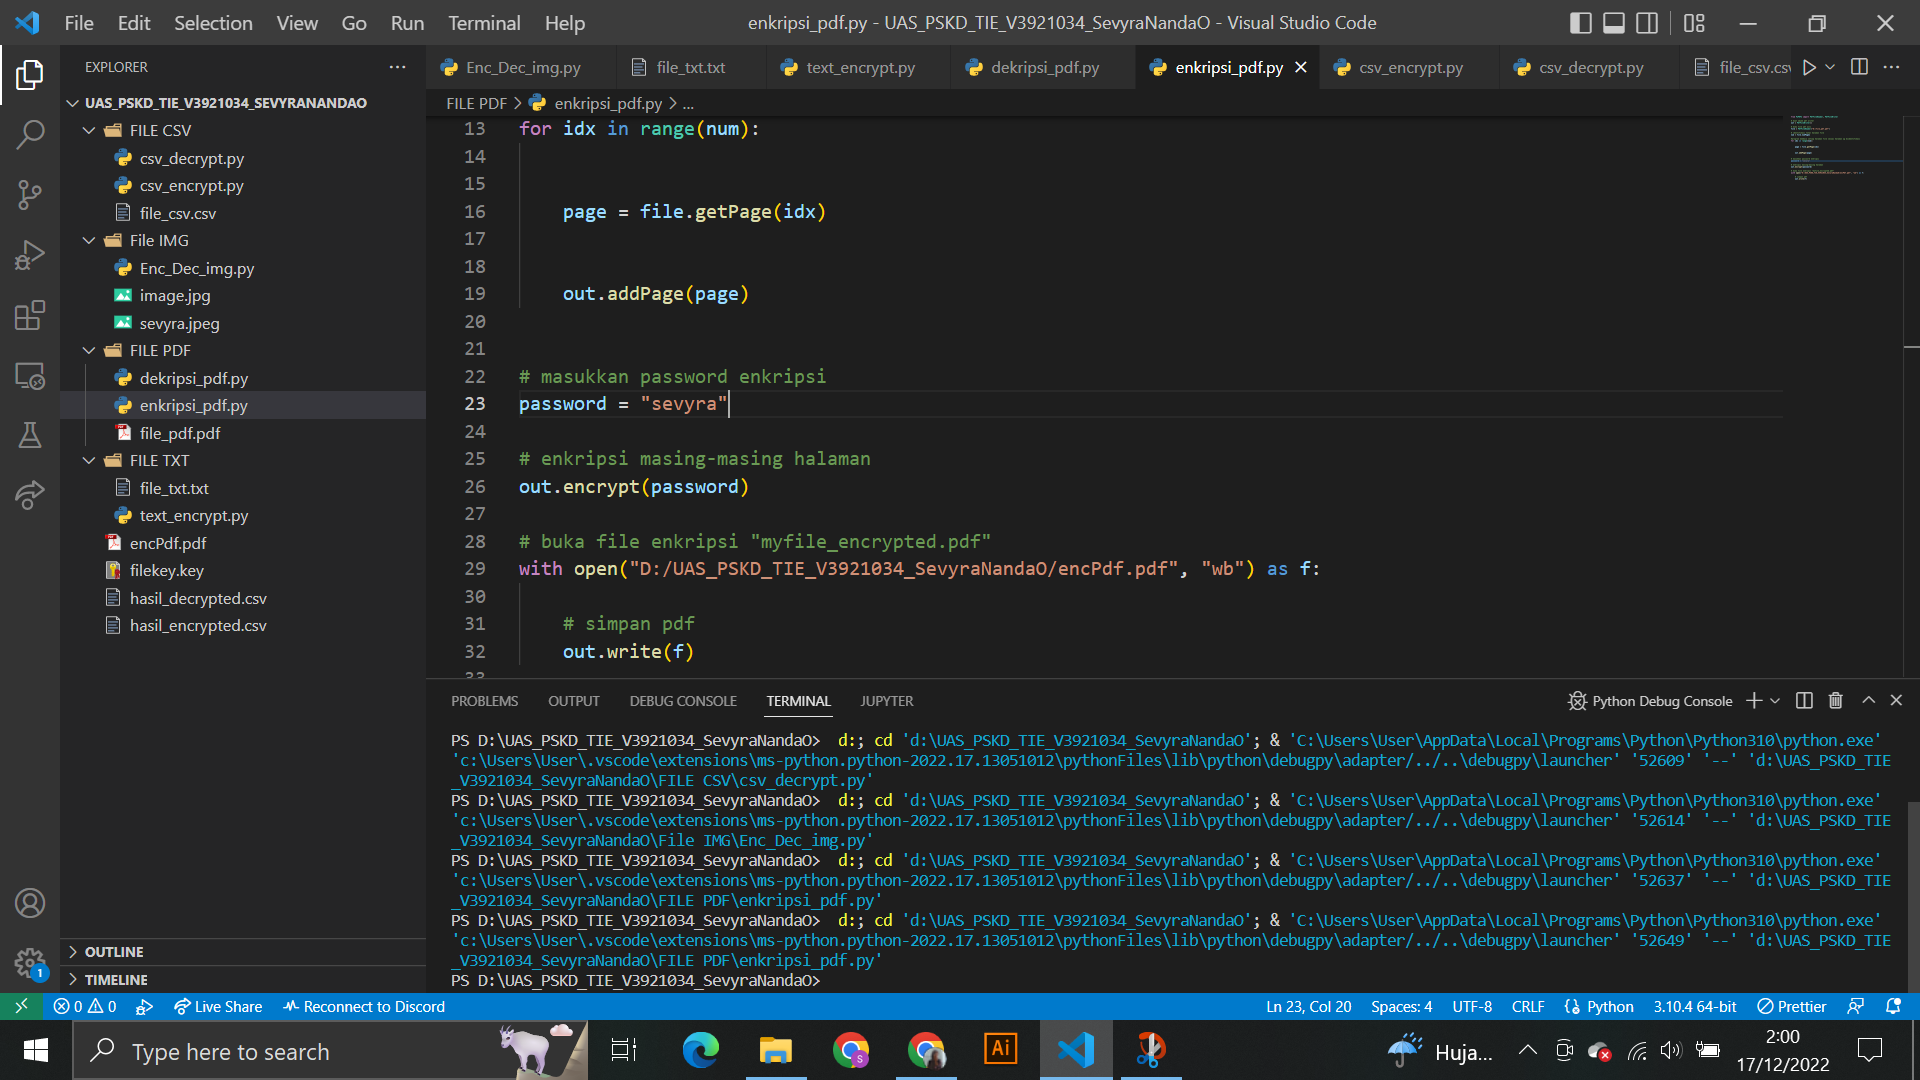 File Edit Selection View Go Run Terminal Help
enkripsi_pdf.py - UAS_PSKD_TIE_V3921034_SevyraNandaO - Visual Studio Code
EXPLORER
UAS_PSKD_TIE_V3921034_SEVYRANANDAO
FILE CSV
csv_decrypt.py
csv_encrypt.py
file_csv.csv
File IMG
Enc_Dec_img.py
image.jpg
sevyra.jpeg
FILE PDF
dekripsi_pdf.py
enkripsi_pdf.py
file_pdf.pdf
FILE TXT
file_txt.txt
text_encrypt.py
encPdf.pdf
filekey.key
hasil_decrypted.csv
hasil_encrypted.csv
OUTLINE
TIMELINE
Enc_Dec_img.py file_txt.txt text_encrypt.py dekripsi_pdf.py enkripsi_pdf.py csv_encrypt.py csv_decrypt.py file_csv.csv
FILE PDF > enkripsi_pdf.py > ...
13 for idx in range(num):
14
15
16 page = file.getPage(idx)
17
18
19 out.addPage(page)
20
21
22 # masukkan password enkripsi
23 password = "sevyra"
24
25 # enkripsi masing-masing halaman
26 out.encrypt(password)
27
28 # buka file enkripsi "myfile_encrypted.pdf"
29 with open("D:/UAS_PSKD_TIE_V3921034_SevyraNandaO/encPdf.pdf", "wb") as f:
30
31 # simpan pdf
32 out.write(f)
33
PROBLEMS OUTPUT DEBUG CONSOLE TERMINAL JUPYTER
Python Debug Console
PS D:\UAS_PSKD_TIE_V3921034_SevyraNandaO> d:; cd 'd:\UAS_PSKD_TIE_V3921034_SevyraNandaO'; & 'C:\Users\User\AppData\Local\Programs\Python\Python310\python.exe'
'c:\Users\User\.vscode\extensions\ms-python.python-2022.17.13051012\pythonFiles\lib\python\debugpy\adapter/../..\debugpy\launcher' '52609' '--' 'd:\UAS_PSKD_TIE
_V3921034_SevyraNandaO\FILE CSV\csv_decrypt.py'
PS D:\UAS_PSKD_TIE_V3921034_SevyraNandaO> d:; cd 'd:\UAS_PSKD_TIE_V3921034_SevyraNandaO'; & 'C:\Users\User\AppData\Local\Programs\Python\Python310\python.exe'
'c:\Users\User\.vscode\extensions\ms-python.python-2022.17.13051012\pythonFiles\lib\python\debugpy\adapter/../..\debugpy\launcher' '52614' '--' 'd:\UAS_PSKD_TIE
_V3921034_SevyraNandaO\File IMG\Enc_Dec_img.py'
PS D:\UAS_PSKD_TIE_V3921034_SevyraNandaO> d:; cd 'd:\UAS_PSKD_TIE_V3921034_SevyraNandaO'; & 'C:\Users\User\AppData\Local\Programs\Python\Python310\python.exe'
'c:\Users\User\.vscode\extensions\ms-python.python-2022.17.13051012\pythonFiles\lib\python\debugpy\adapter/../..\debugpy\launcher' '52637' '--' 'd:\UAS_PSKD_TIE
_V3921034_SevyraNandaO\FILE PDF\enkripsi_pdf.py'
PS D:\UAS_PSKD_TIE_V3921034_SevyraNandaO> d:; cd 'd:\UAS_PSKD_TIE_V3921034_SevyraNandaO'; & 'C:\Users\User\AppData\Local\Programs\Python\Python310\python.exe'
'c:\Users\User\.vscode\extensions\ms-python.python-2022.17.13051012\pythonFiles\lib\python\debugpy\adapter/../..\debugpy\launcher' '52649' '--' 'd:\UAS_PSKD_TIE
_V3921034_SevyraNandaO\FILE PDF\enkripsi_pdf.py'
PS D:\UAS_PSKD_TIE_V3921034_SevyraNandaO>
1
0 0 Live Share Reconnect to Discord Ln 23, Col 20 Spaces: 4 UTF-8 CRLF Python 3.10.4 64-bit Prettier
Type here to search
Ai
S
Huja...
2:00
17/12/2022